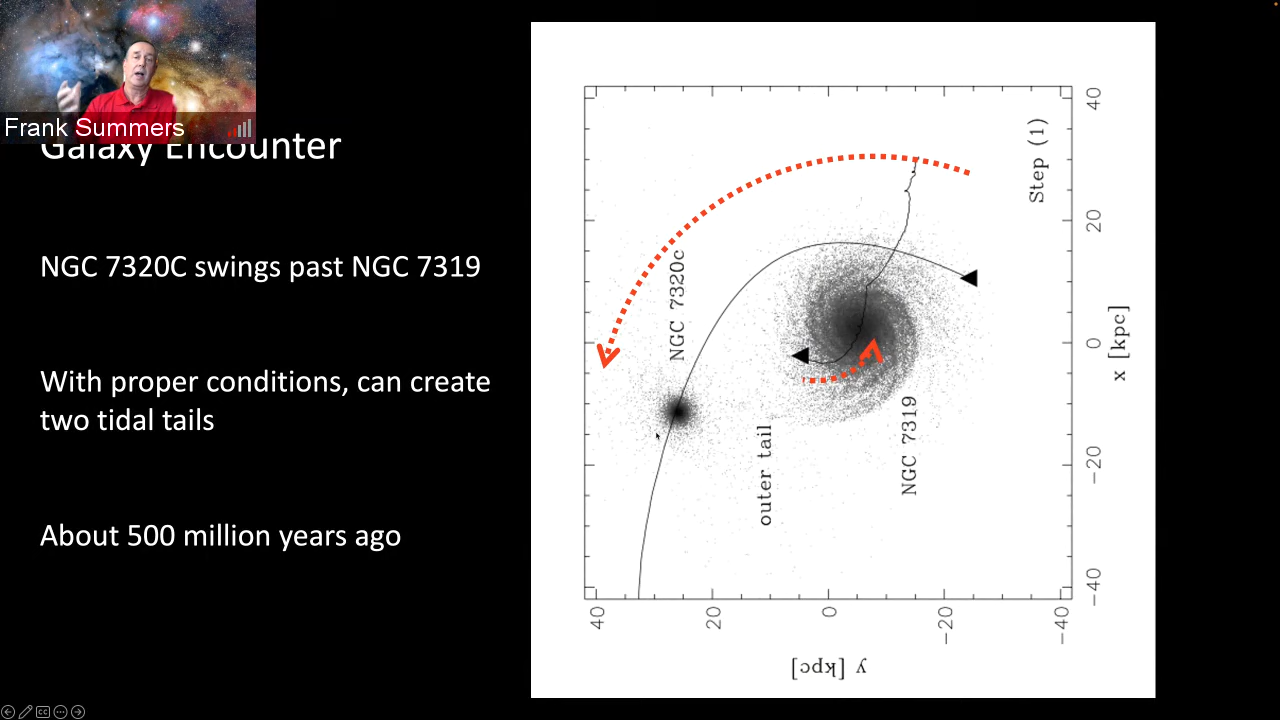 Frank Summers
Galaxy Encounter
NGC 7320C swings past NGC 7319
With proper conditions, can create
two tidal tails
About 500 million years ago
Step (1)
NGC 7320c
outer tail
NGC 7319
40
20
0
−20
−40
x [kpc]
40
20
0
−20
−40
y [kpc]
CC